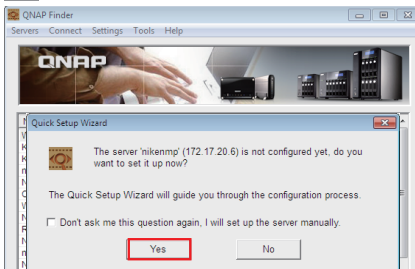 QNAP Finder
Servers Connect Settings Tools Help
QNAP
Quick Setup Wizard
The server 'nikenmp' (172.17.20.6) is not configured yet, do you
want to set it up now?
The Quick Setup Wizard will guide you through the configuration process.
Don't ask me this question again, I will set up the server manually.
Yes No